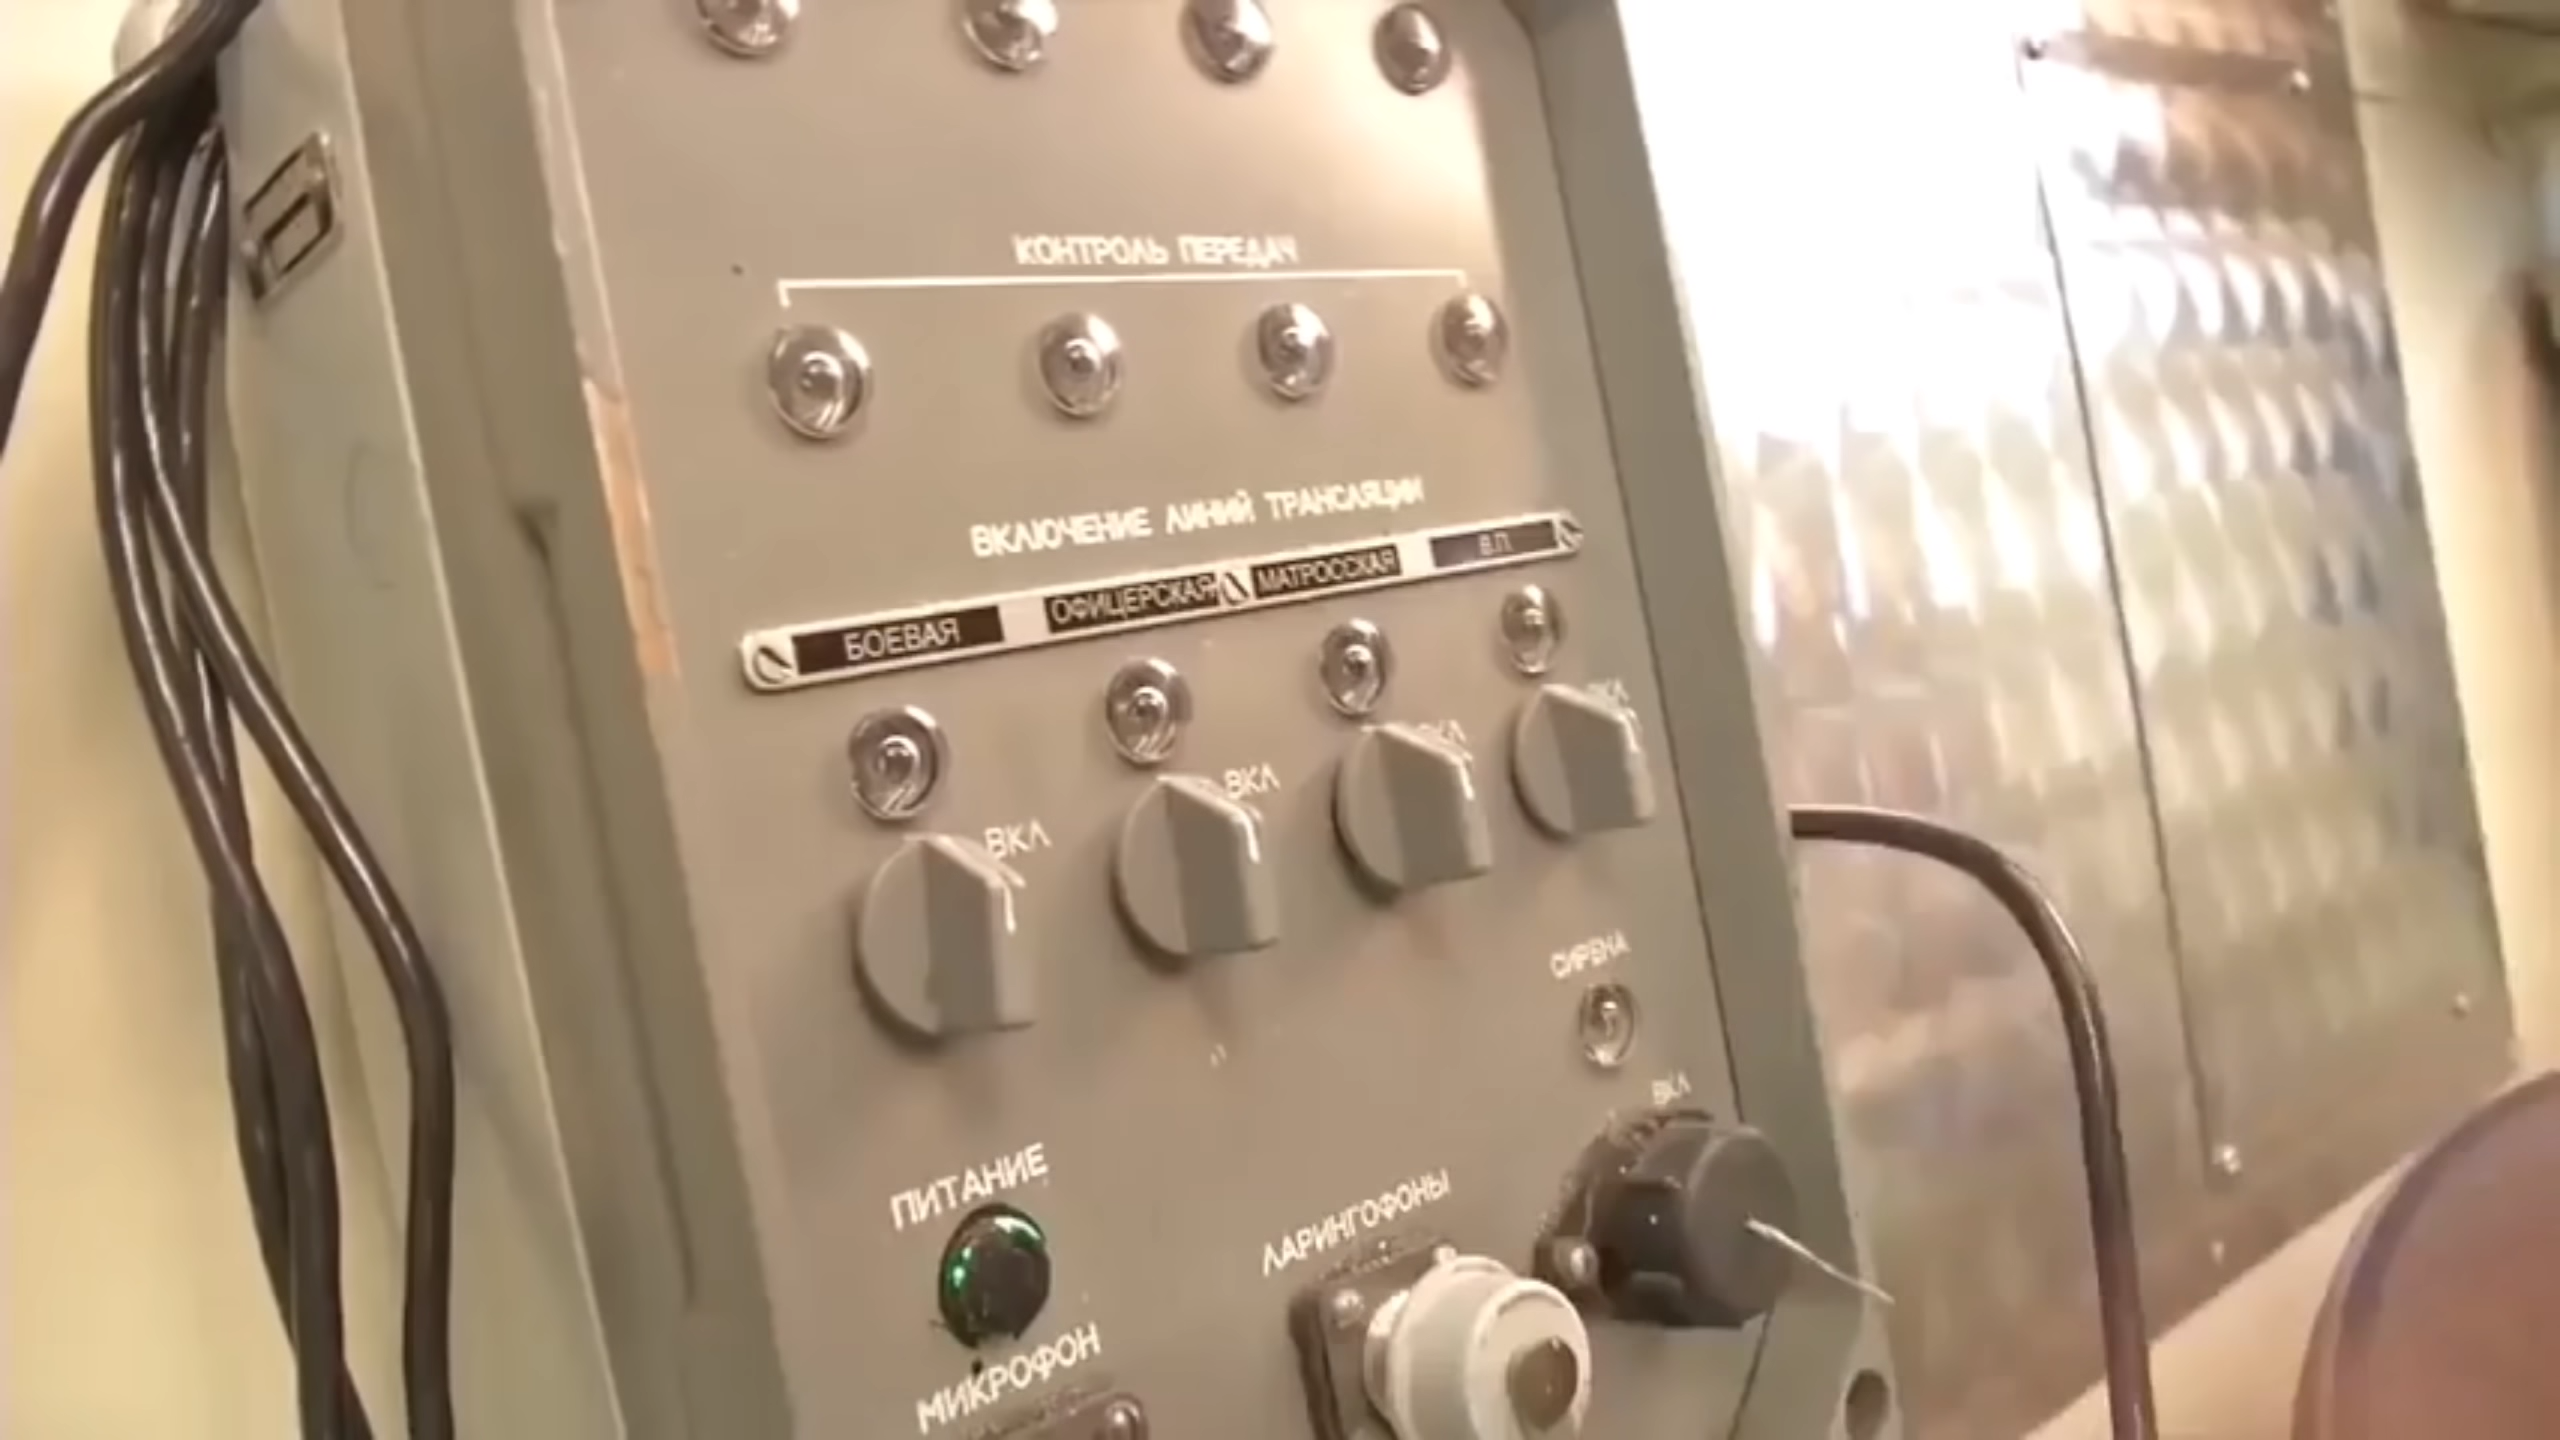 КОНТРОЛЬ ПЕРЕДАЧ
ВКЛЮЧЕНИЕ ЛИНИЙ ТРАНСЛЯЦИИ
БОЕВАЯ ОФИЦЕРСКАЯ МАТРОССКАЯ В.П.
ВКЛ ВКЛ ВКЛ ВКЛ
СИРЕНА
ВКЛ
ПИТАНИЕ
ЛАРИНГОФОНЫ
МИКРОФОН